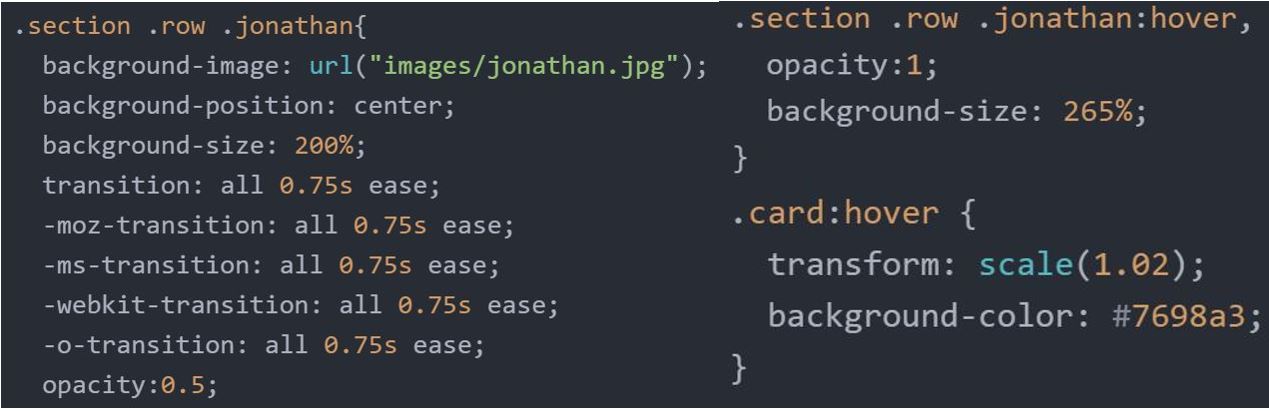 .section .row .jonathan{
background-image: url("images/jonathan.jpg");
background-position: center;
background-size: 200%;
transition: all 0.75s ease;
-moz-transition: all 0.75s ease;
-ms-transition: all 0.75s ease;
-webkit-transition: all 0.75s ease;
-o-transition: all 0.75s ease;
opacity:0.5;
.section .row .jonathan:hover,
opacity:1;
background-size: 265%;
}
.card:hover {
transform: scale(1.02);
background-color: #7698a3;
}